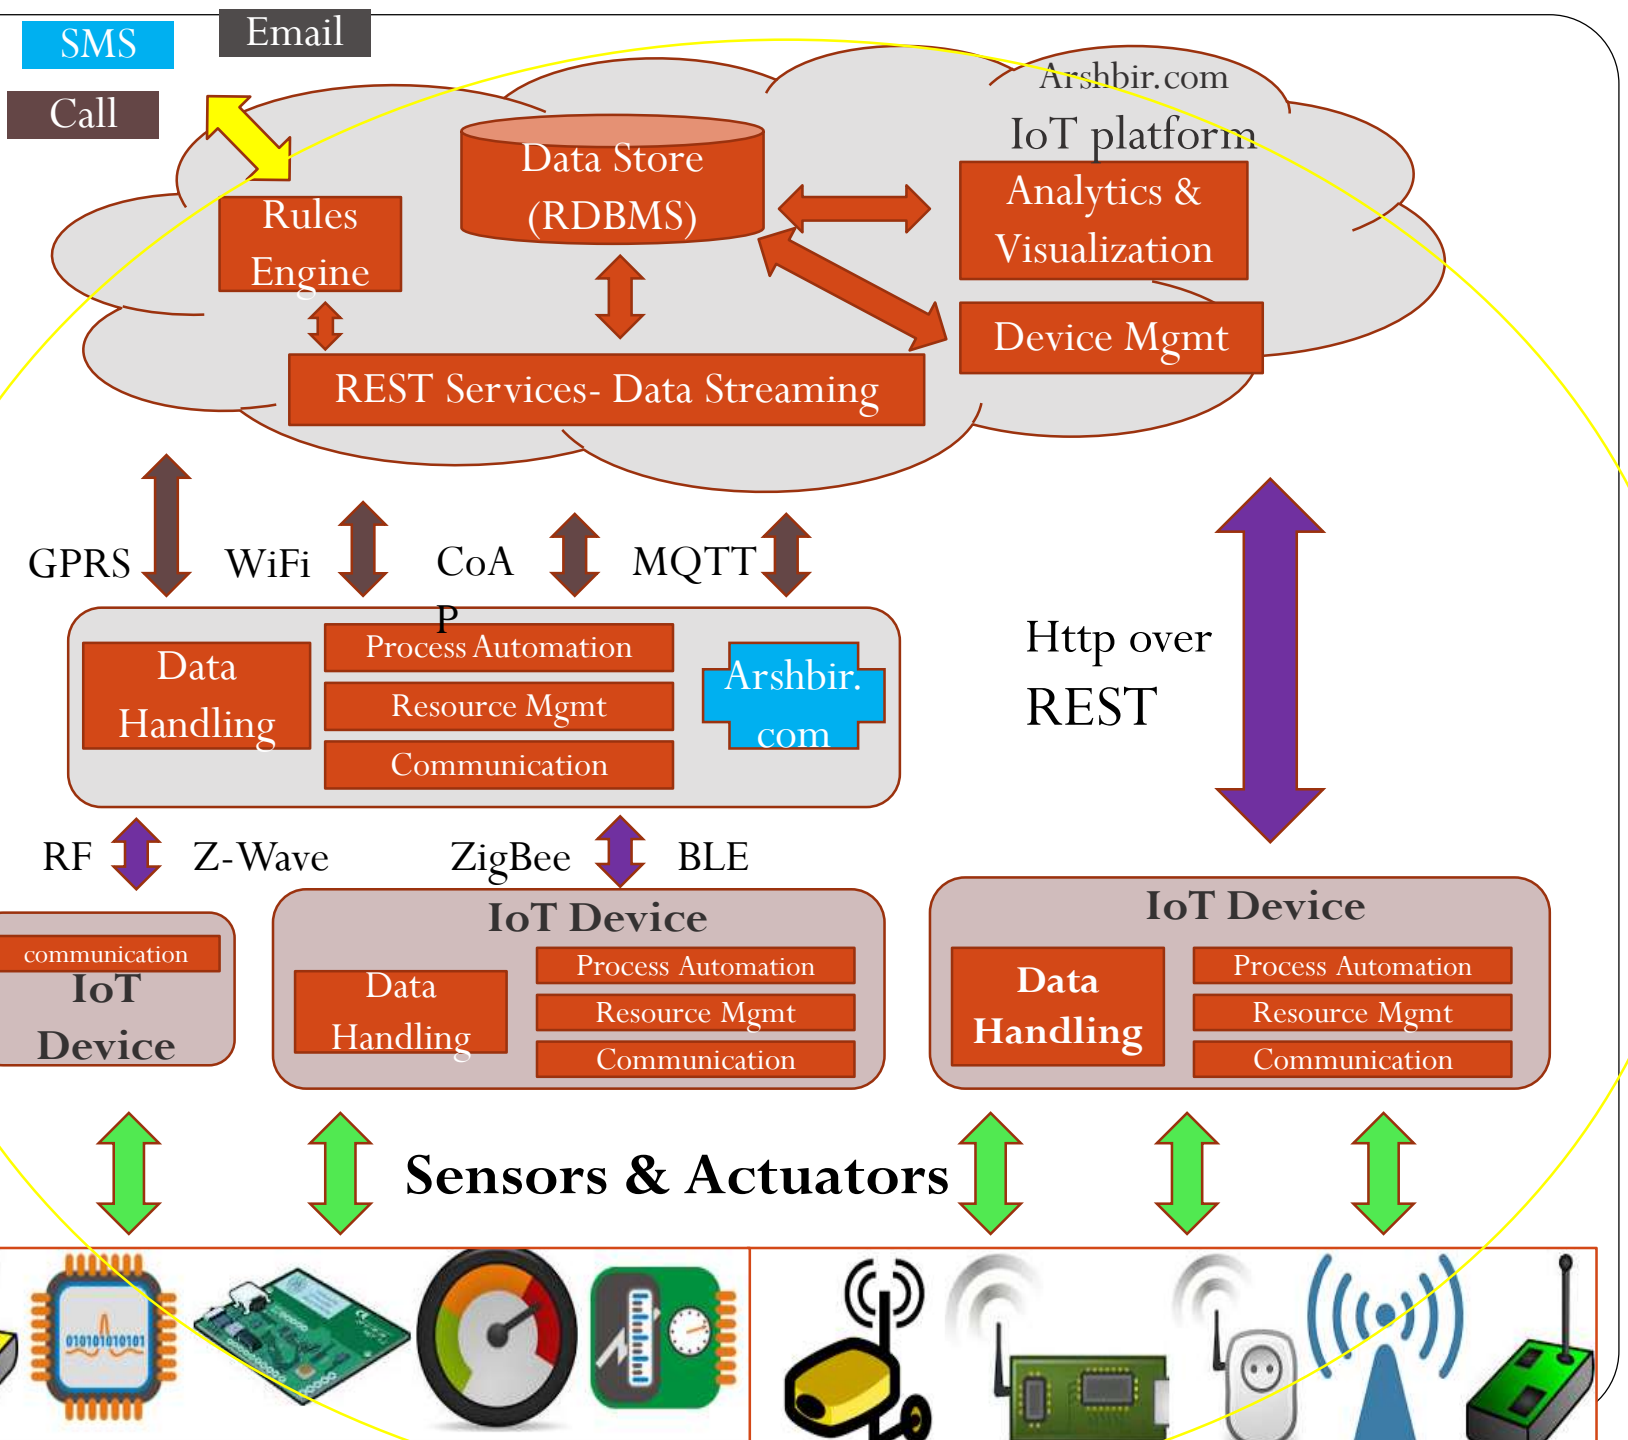 SMS
Email
Call
Arshbir.com
IoT platform
Data Store
(RDBMS)
Analytics &
Visualization
Rules
Engine
Device Mgmt
REST Services- Data Streaming
GPRS
WiFi
CoA
P
MQTT
Data
Handling
Process Automation
Resource Mgmt
Communication
Arshbir.
com
Http over
REST
RF
Z-Wave
ZigBee
BLE
communication
IoT
Device
IoT Device
Data
Handling
Process Automation
Resource Mgmt
Communication
IoT Device
Data
Handling
Process Automation
Resource Mgmt
Communication
Sensors & Actuators
010101010101